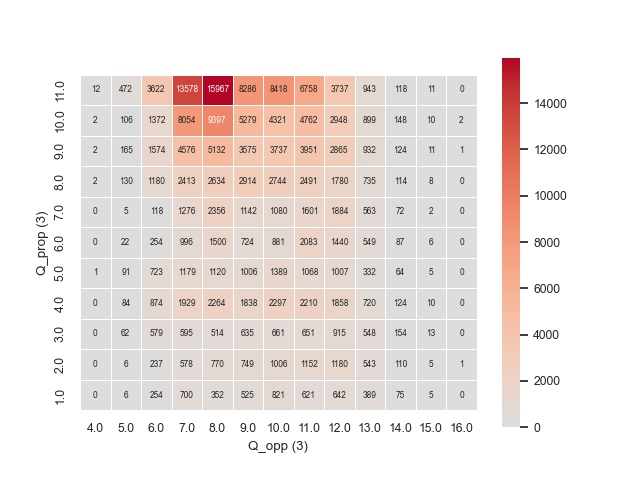 11.0 12 472 3622 13578 15967 8286 8418 6758 3737 943 118 11 0
10.0 2 106 1372 8054 9397 5279 4321 4762 2948 899 148 10 2
9.0 2 165 1574 4576 5132 3575 3737 3951 2865 932 124 11 1
8.0 2 130 1180 2413 2634 2914 2744 2491 1780 735 114 8 0
7.0 0 5 118 1276 2356 1142 1080 1601 1884 563 72 2 0
6.0 0 22 254 996 1500 724 881 2083 1440 549 87 6 0
5.0 1 91 723 1179 1120 1006 1389 1068 1007 332 64 5 0
4.0 0 84 874 1929 2264 1838 2297 2210 1858 720 124 10 0
3.0 0 62 579 595 514 635 661 651 915 548 154 13 0
2.0 0 6 237 578 770 749 1006 1152 1180 543 110 5 1
1.0 0 6 254 700 352 525 821 621 642 389 75 5 0
4.0 5.0 6.0 7.0 8.0 9.0 10.0 11.0 12.0 13.0 14.0 15.0 16.0
Q_opp (3)
Q_prop (3)
14000
12000
10000
8000
6000
4000
2000
0